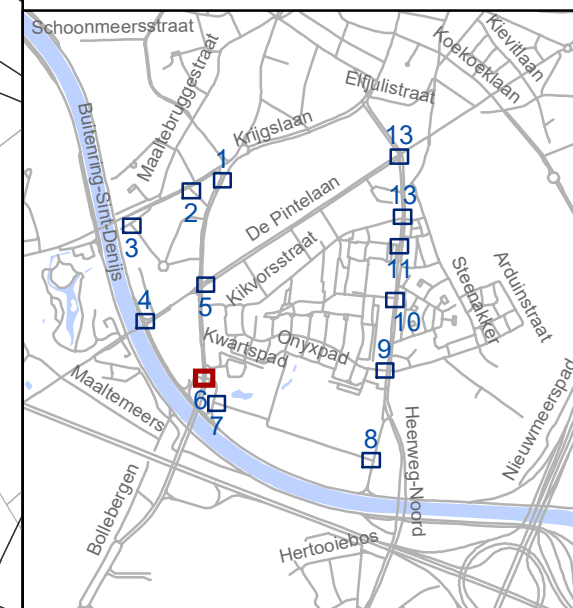 Schoonmeersstraat
Kievitlaan
Koekoeklaan
Elfjulistraat
Maaltebruggestraat
Krijgslaan
Buitenring-Sint-Denijs
13
1
2
De Pintelaan
13
3
Kikvorsstraat
11
Steenakker
Arduinstraat
4
5
10
Kwartspad
Onyxpad
9
Maaltemeers
6
7
Heerweg-Noord
Nieuwmeerspad
8
Bollebergen
Hertooiebos